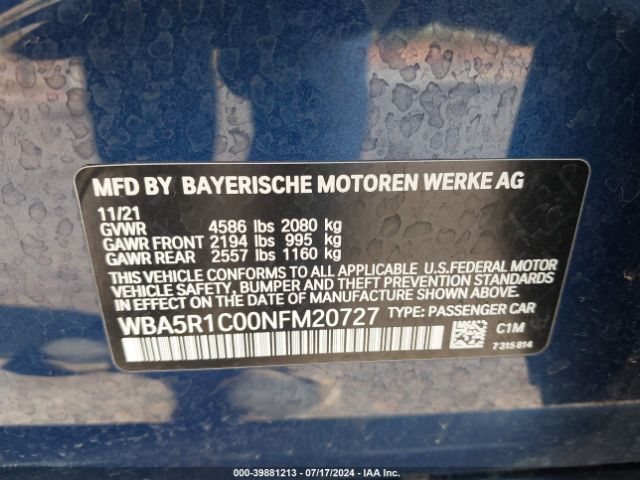 MFD BY BAYERISCHE MOTOREN WERKE AG
11/21
GVWR 4586 lbs 2080 kg
GAWR FRONT 2194 lbs 995 kg
GAWR REAR 2557 lbs 1160 kg
THIS VEHICLE CONFORMS TO ALL APPLICABLE U.S.FEDERAL MOTOR
VEHICLE SAFETY, BUMPER AND THEFT PREVENTION STANDARDS
IN EFFECT ON THE DATE OF MANUFACTURE SHOWN ABOVE.
WBA5R1C00NFM20727 TYPE: PASSENGER CAR
C1M
7315814
000-39881213 - 07/17/2024 - IAA Inc.